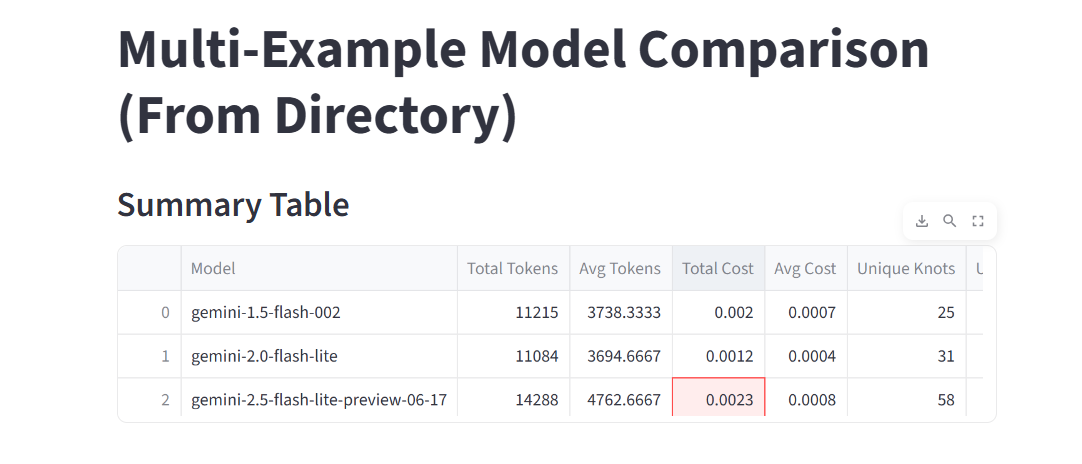 Multi-Example Model Comparison
(From Directory)
Summary Table
Model Total Tokens Avg Tokens Total Cost Avg Cost Unique Knots
0 gemini-1.5-flash-002 11215 3738.3333 0.002 0.0007 25
1 gemini-2.0-flash-lite 11084 3694.6667 0.0012 0.0004 31
2 gemini-2.5-flash-lite-preview-06-17 14288 4762.6667 0.0023 0.0008 58